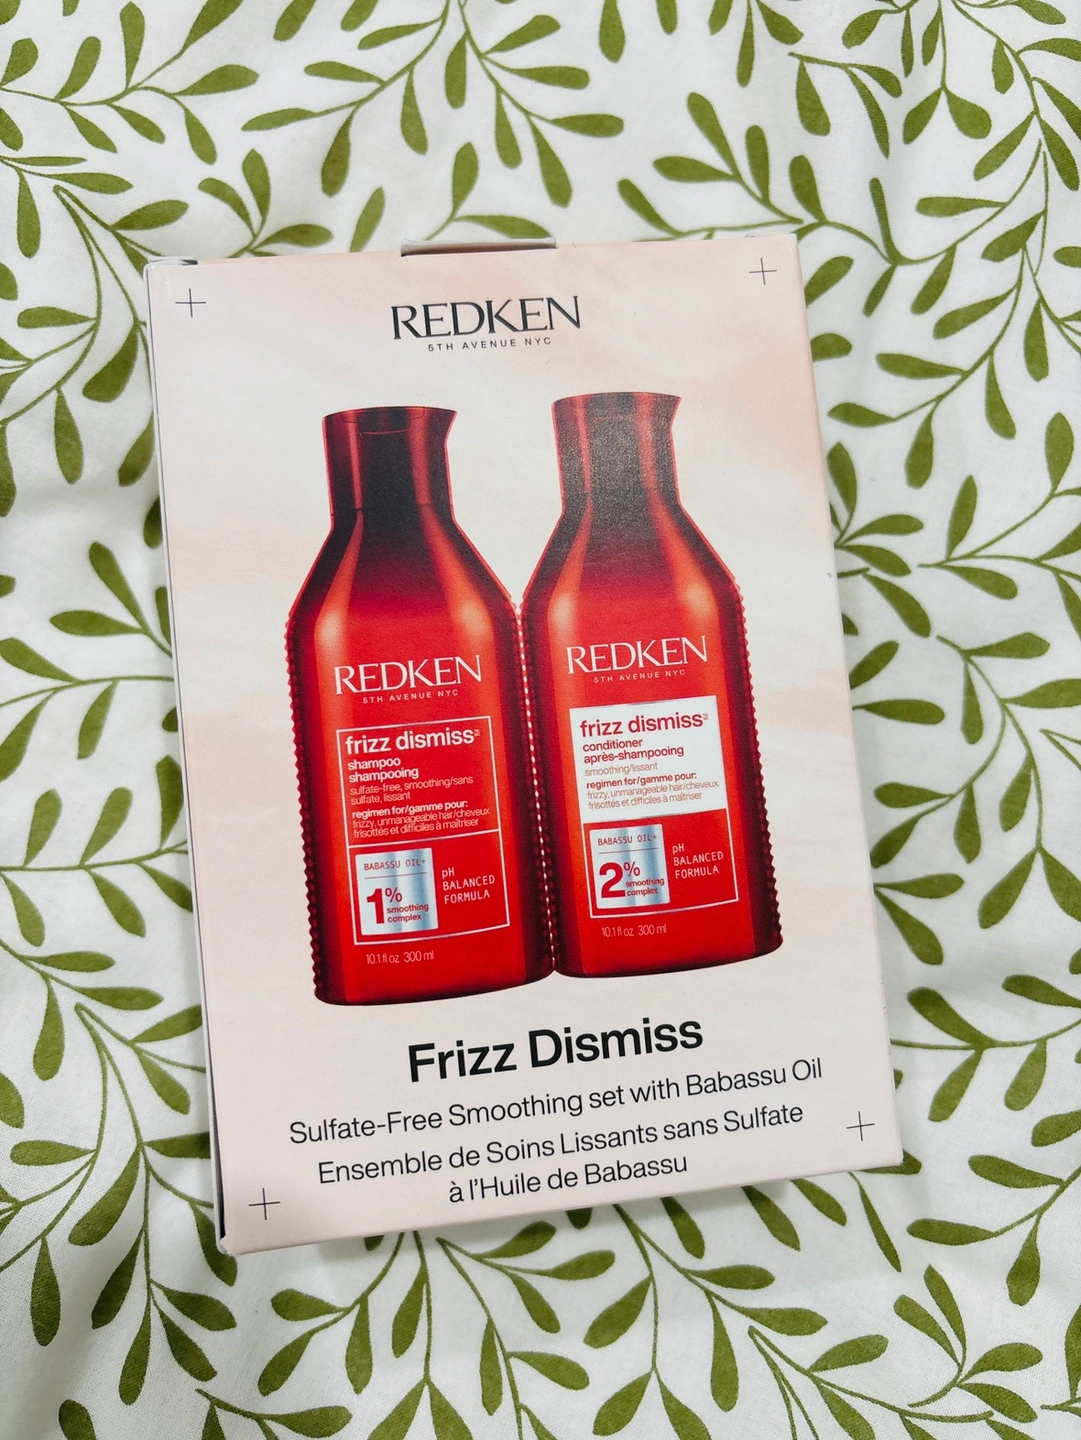 REDKEN
5TH AVENUE NYC
REDKEN
5TH AVENUE NYC
frizz dismiss
shampoo
shampooing
sulfate-free, smoothing/sans
sulfate, lissant
regimen for/gamme pour:
frizzy, unmanageable hair/cheveux
frisottés et difficiles à maîtriser
BABASSU OIL+
1%
smoothing
complex
pH
BALANCED
FORMULA
10.1 fl oz 300 ml
REDKEN
5TH AVENUE NYC
frizz dismiss
conditioner
après-shampooing
smoothing/lissant
regimen for/gamme pour:
frizzy, unmanageable hair/cheveux
frisottés et difficiles à maîtriser
BABASSU OIL+
2%
smoothing
complex
pH
BALANCED
FORMULA
10.1 fl oz 300 ml
Frizz Dismiss
Sulfate-Free Smoothing set with Babassu Oil
Ensemble de Soins Lissants sans Sulfate
à l'Huile de Babassu